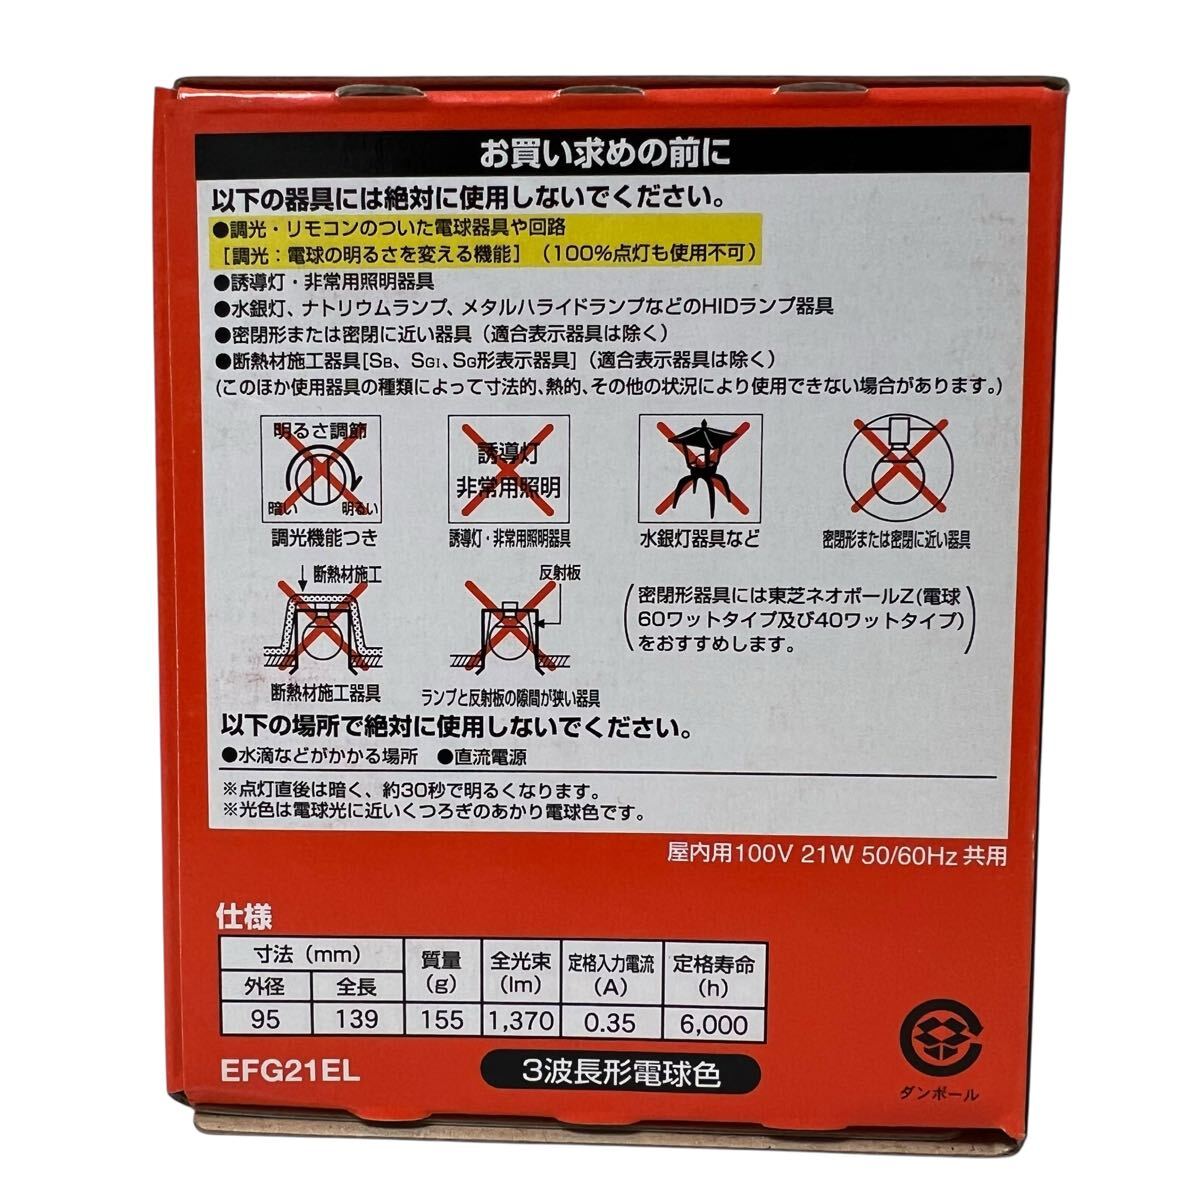 お買い求めの前に
以下の器具には絶対に使用しないでください。
●調光・リモコンのついた電球器具や回路
[調光：電球の明るさを変える機能] (100%点灯も使用不可)
●誘導灯・非常用照明器具
●水銀灯、ナトリウムランプ、メタルハライドランプなどのHIDランプ器具
●密閉形または密閉に近い器具(適合表示器具は除く)
●断熱材施工器具[SB、SGI、SG形表示器具](適合表示器具は除く)
(このほか使用器具の種類によって寸法的、熱的、その他の状況により使用できない場合があります。)
明るさ調節
暗い 明るい
調光機能つき
誘導灯
非常用照明
誘導灯・非常用照明器具
水銀灯器具など
密閉形または密閉に近い器具
断熱材施工
断熱材施工器具
反射板
ランプと反射板の隙間が狭い器具
(密閉形器具には東芝ネオボールZ(電球
60ワットタイプ及び40ワットタイプ)
をおすすめします。)
以下の場所で絶対に使用しないでください。
●水滴などがかかる場所 ●直流電源
※点灯直後は暗く、約30秒で明るくなります。
※光色は電球光に近いくつろぎのあかり電球色です。
屋内用100V 21W 50/60Hz 共用
仕様
寸法(mm) 質量(g) 全光束(lm) 定格入力電流(A) 定格寿命(h)
外径 全長
95 139 155 1,370 0.35 6,000
EFG21EL
3波長形電球色
ダンボール